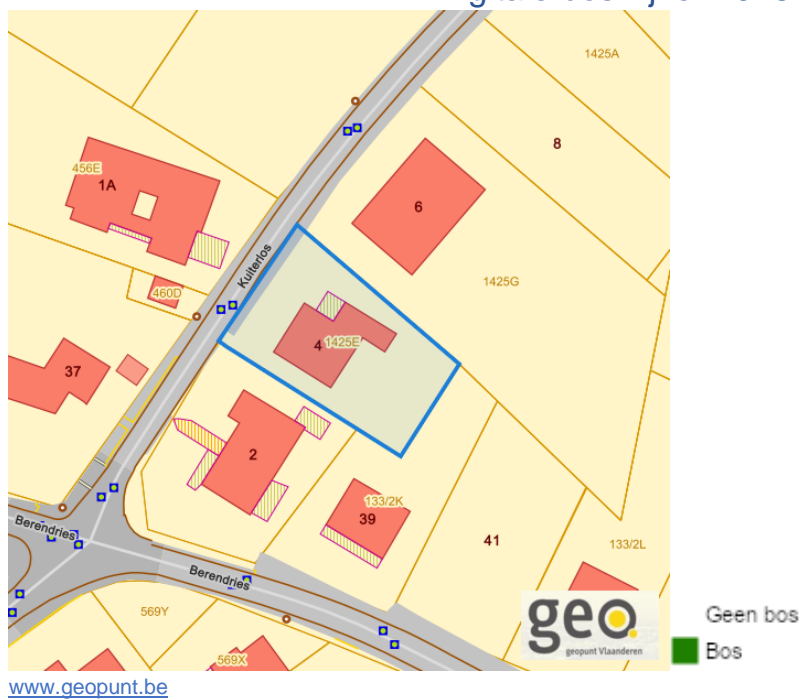 1425A
8
456E
1A
6
Kuiterlos
1425G
460D
4
1425E
37
2
133/2K
39
41
133/2L
Berendries
Berendries
569Y
569X
geo.
geopunt Vlaanderen
Geen bos
Bos
www.geopunt.be